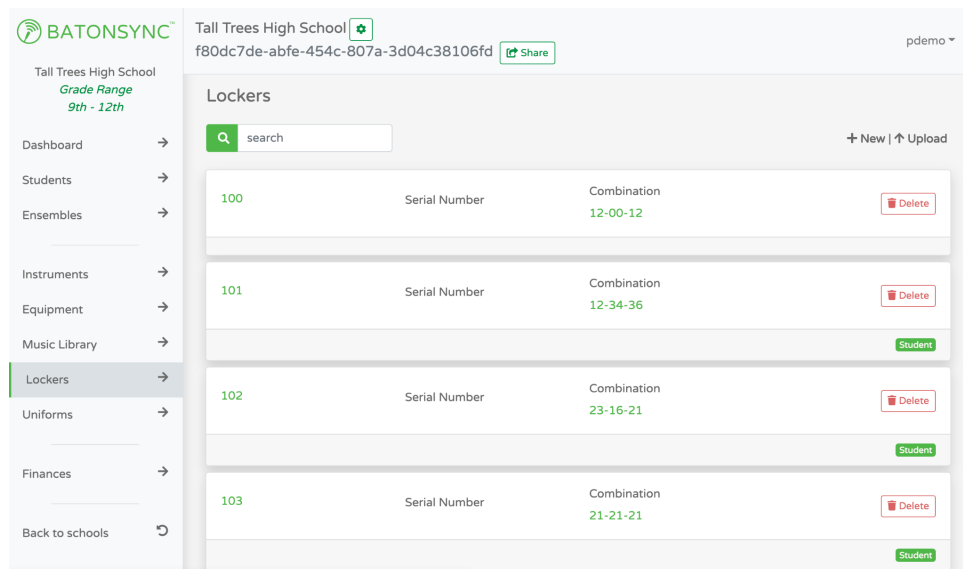 BATONSYNC™
Tall Trees High School
Grade Range
9th - 12th
Dashboard
Students
Ensembles
Instruments
Equipment
Music Library
Lockers
Uniforms
Finances
Back to schools
Tall Trees High School
f80dc7de-abfe-454c-807a-3d04c38106fd Share
pdemo
Lockers
search
New | Upload
100 Serial Number Combination Delete
12-00-12
101 Serial Number Combination Delete
12-34-36
Student
102 Serial Number Combination Delete
23-16-21
Student
103 Serial Number Combination Delete
21-21-21
Student